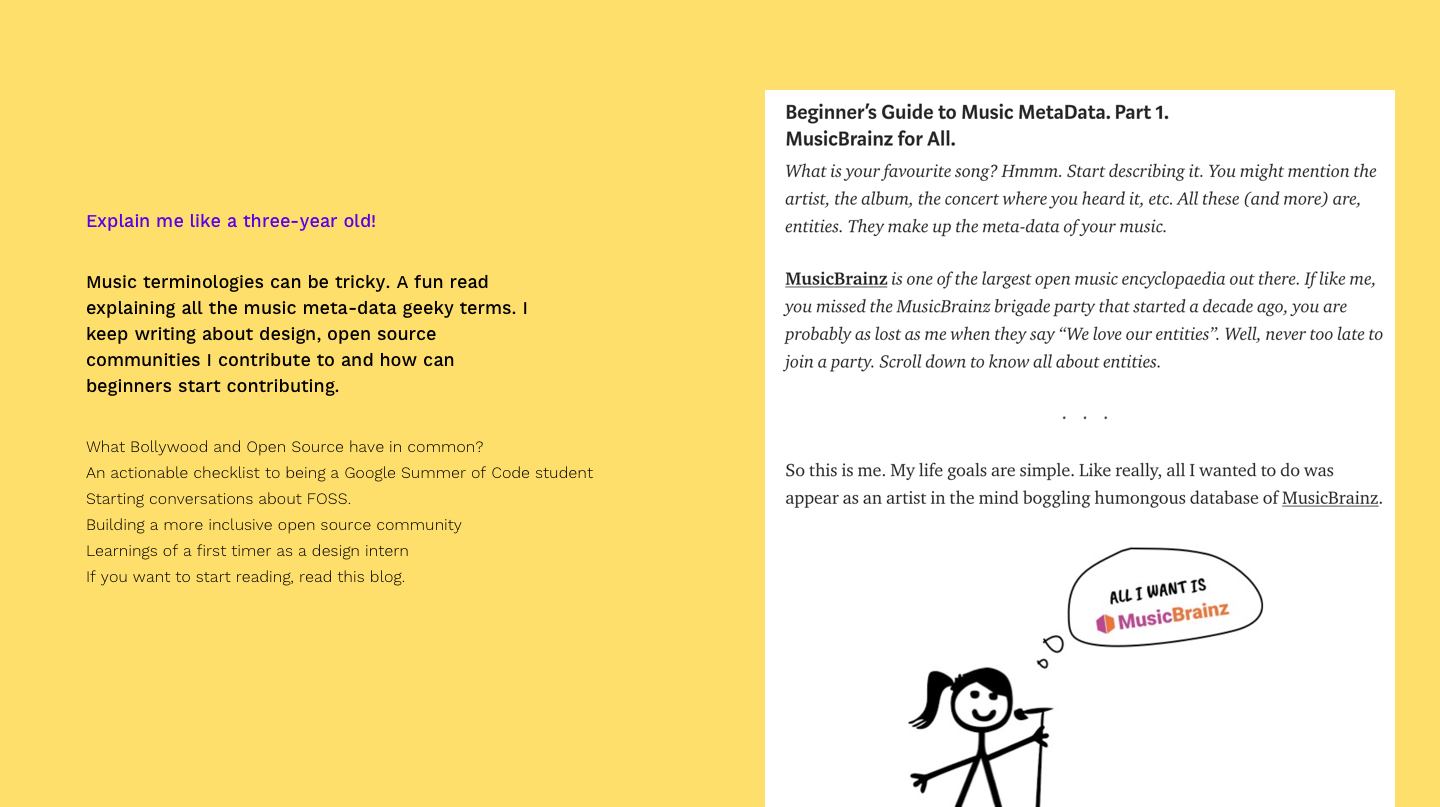 Explain me like a three-year old!
Music terminologies can be tricky. A fun read
explaining all the music meta-data geeky terms. I
keep writing about design, open source
communities I contribute to and how can
beginners start contributing.
What Bollywood and Open Source have in common?
An actionable checklist to being a Google Summer of Code student
Starting conversations about FOSS.
Building a more inclusive open source community
Learnings of a first timer as a design intern
If you want to start reading, read this blog.
Beginner’s Guide to Music MetaData. Part 1.
MusicBrainz for All.
What is your favourite song? Hmmm. Start describing it. You might mention the
artist, the album, the concert where you heard it, etc. All these (and more) are,
entities. They make up the meta-data of your music.
MusicBrainz is one of the largest open music encyclopaedia out there. If like me,
you missed the MusicBrainz brigade party that started a decade ago, you are
probably as lost as me when they say “We love our entities”. Well, never too late to
join a party. Scroll down to know all about entities.
. . .
So this is me. My life goals are simple. Like really, all I wanted to do was
appear as an artist in the mind boggling humongous database of MusicBrainz.
ALL I WANT IS
MusicBrainz